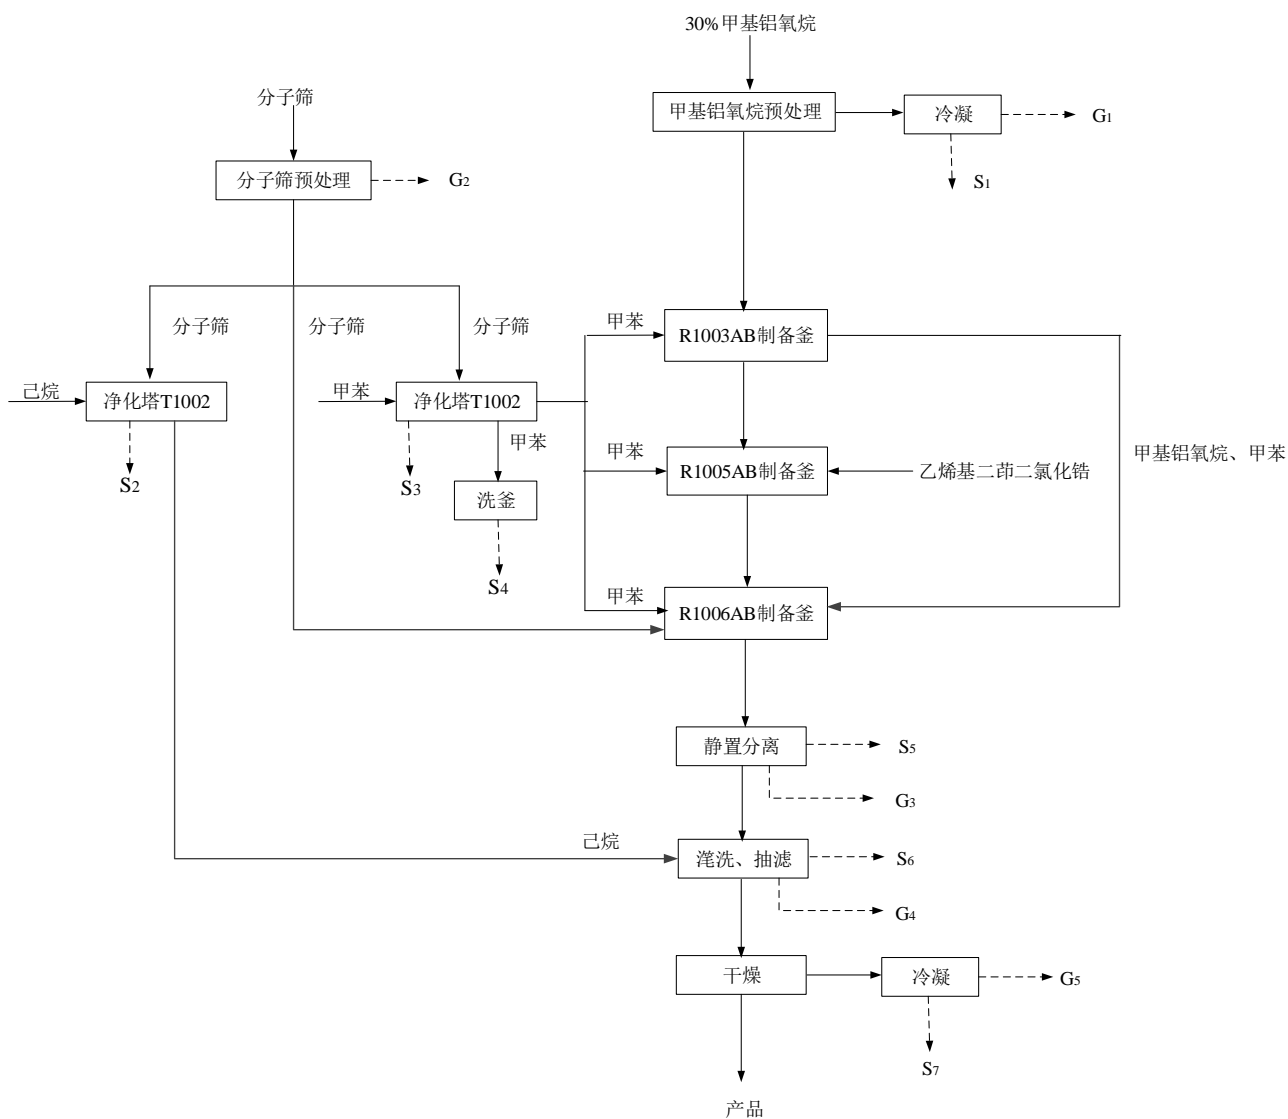 30%甲基铝氧烷
分子筛
甲基铝氧烷预处理
冷凝
G1
分子筛预处理
G2
S1
分子筛
分子筛
分子筛
甲苯
R1003AB制备釜
己烷
净化塔T1002
甲苯
净化塔T1002
甲苯
甲苯
甲基铝氧烷、甲苯
R1005AB制备釜
乙烯基二茚二氯化锆
S2
S3
洗釜
S4
甲苯
R1006AB制备釜
静置分离
S5
G3
己烷
滗洗、抽滤
S6
G4
干燥
冷凝
G5
S7
产品